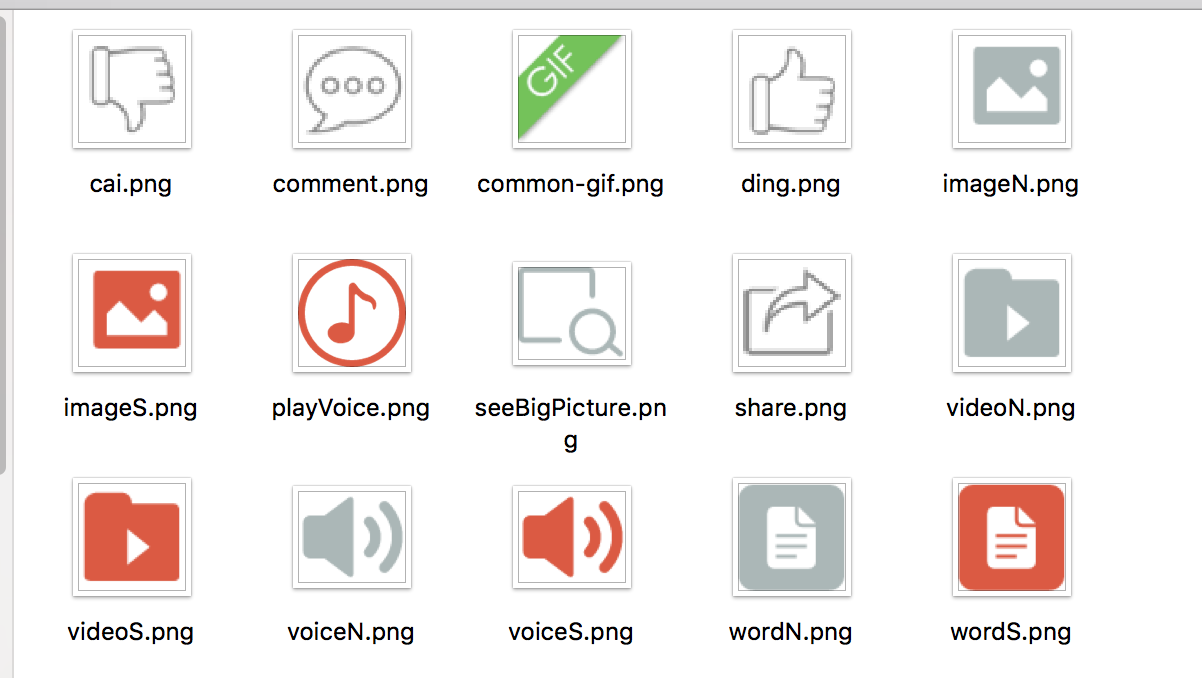 GIF
cai.png
comment.png
common-gif.png
ding.png
imageN.png
imageS.png
playVoice.png
seeBigPicture.pn
g
share.png
videoN.png
videoS.png
voiceN.png
voiceS.png
wordN.png
wordS.png